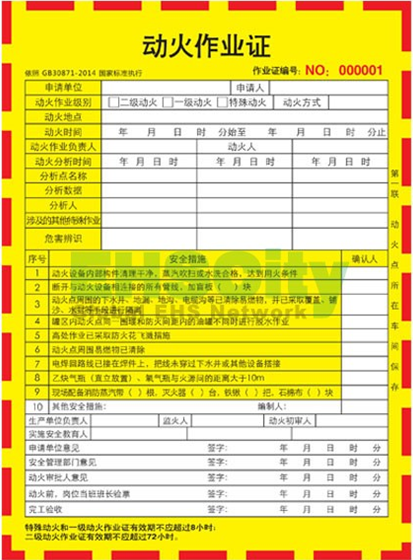 动火作业证
依照 GB30871-2014 国家标准执行 作业证编号: NO: 000001
申请单位 申请人
动火作业级别 □二级动火 □一级动火 □特殊动火 动火方式
动火地点
动火时间 年 月 日 时 分始至 年 月 日 时 分止
动火作业负责人 动火人
动火分析时间 年 月 日 时 年 月 日 时 年 月 日 时
分析点名称
分析数据
分析人
涉及的其他特殊作业
危害辨识
序号 安全措施 确认人
1 动火设备内部构件清理干净,蒸汽吹扫或水洗合格,达到用火条件
2 断开与动火设备相连接的所有管线,加盲板( )块
3 动火点周围的下水井、地漏、地沟、电缆沟等已清除易燃物,并已采取覆盖、铺
沙、水封等手段进行隔离
4 罐区内动火点同一围堰和防火间距内的油罐不同时进行脱水作业
5 高处作业已采取防火花飞溅措施
6 动火点周围易燃物已清除
7 电焊回路线已接在焊件上,把线未穿过下水井或其他设备搭接
8 乙炔气瓶(直立放置)、氧气瓶与火源间的距离大于10m
9 现场配备消防蒸汽带( )根,灭火器( )台,铁锹( )把,石棉布( )块
10 其他安全措施: 编制人:
生产单位负责人 监火人 动火初审人
实施安全教育人
申请单位意见 签字: 年 月 日 时 分
安全管理部门意见 签字: 年 月 日 时 分
动火审批人意见 签字: 年 月 日 时 分
动火前,岗位当班班长验票 签字: 年 月 日 时 分
完工验收 签字: 年 月 日 时 分
特殊动火和一级动火作业证有效期不应超过8小时;
二级动火作业证有效期不应超过72小时。
第一联 动火点所在车间保存
EHSCity
EHS Network